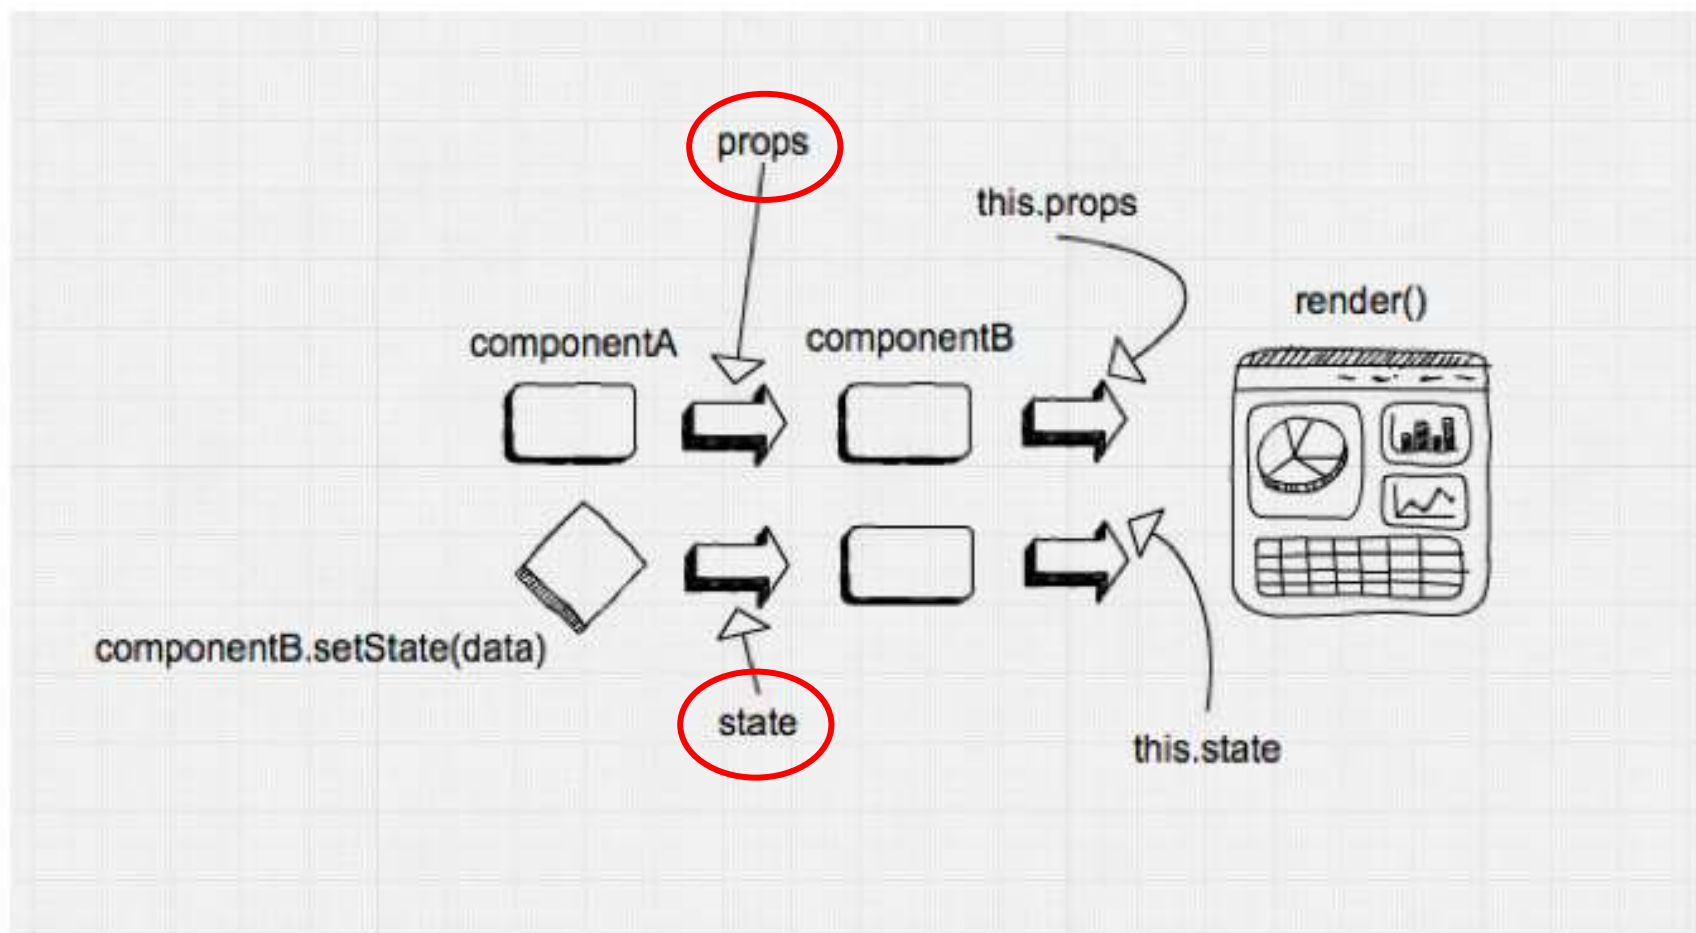 props
this.props
render()
componentA
componentB
componentB.setState(data)
state
this.state